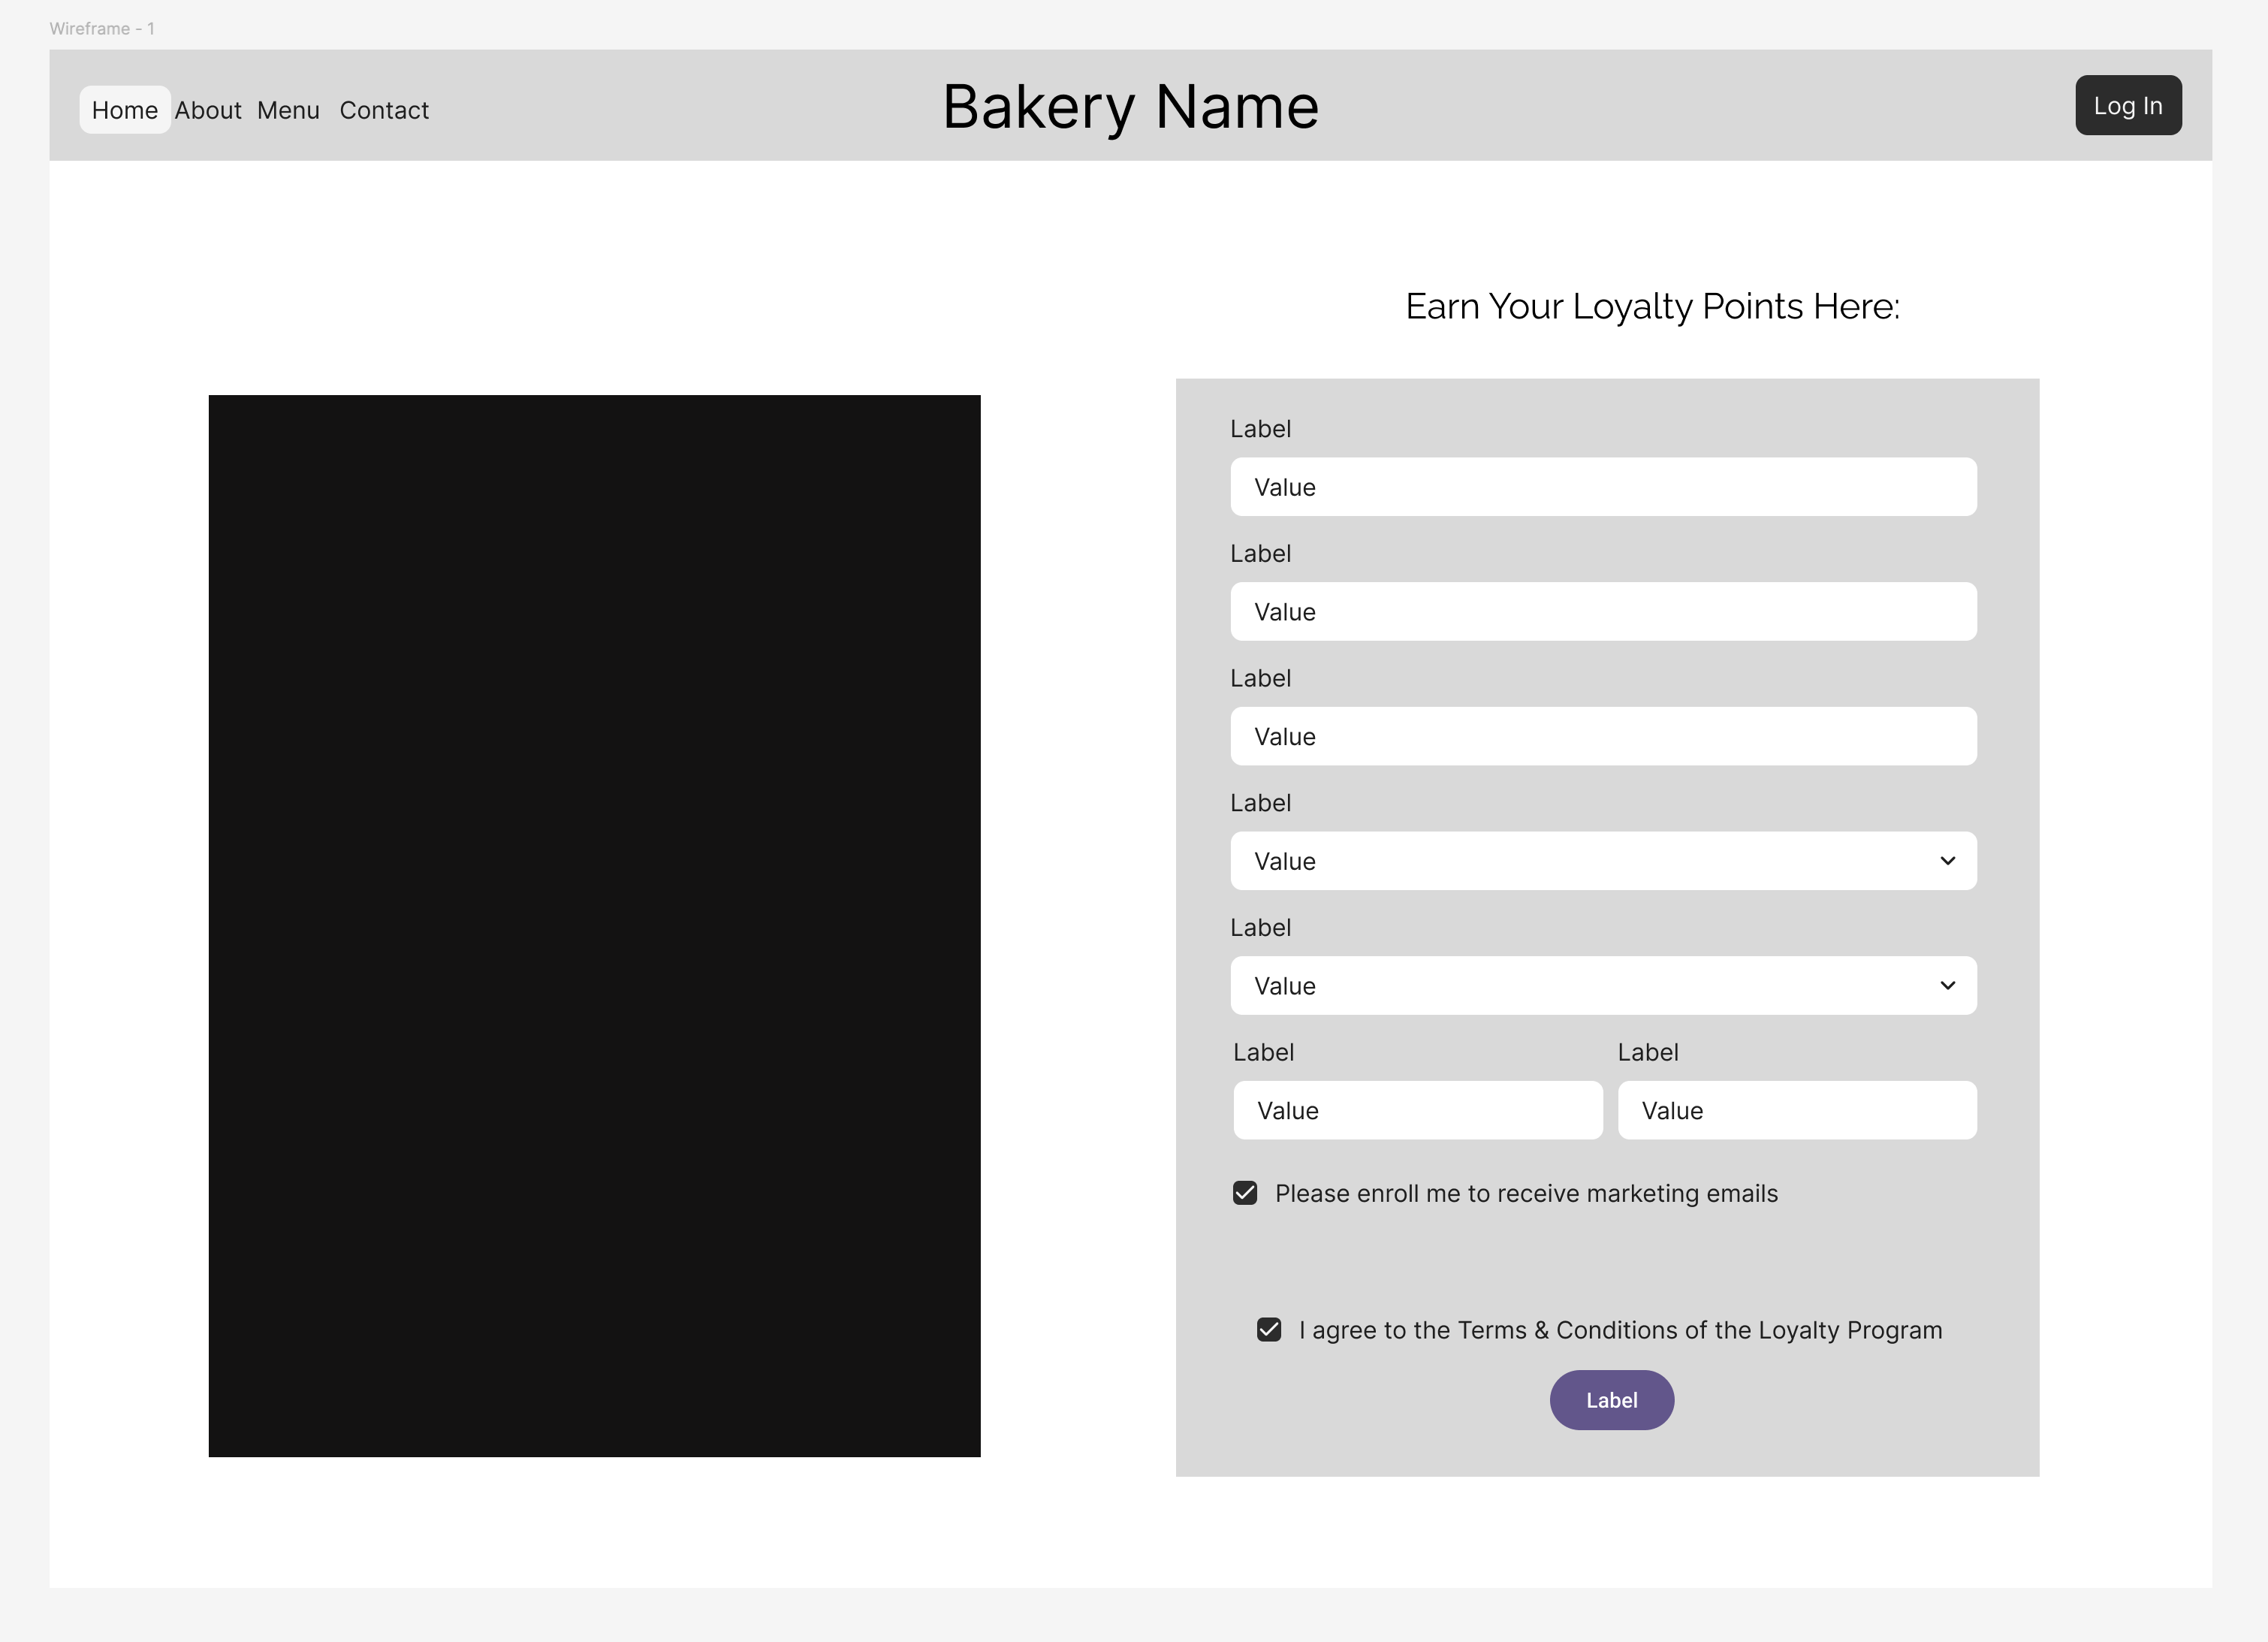 Wireframe - 1
Home About Menu Contact
Bakery Name
Log In
Earn Your Loyalty Points Here:
Label
Value
Label
Value
Label
Value
Label
Value
Label
Value
Label Label
Value Value
Please enroll me to receive marketing emails
I agree to the Terms & Conditions of the Loyalty Program
Label